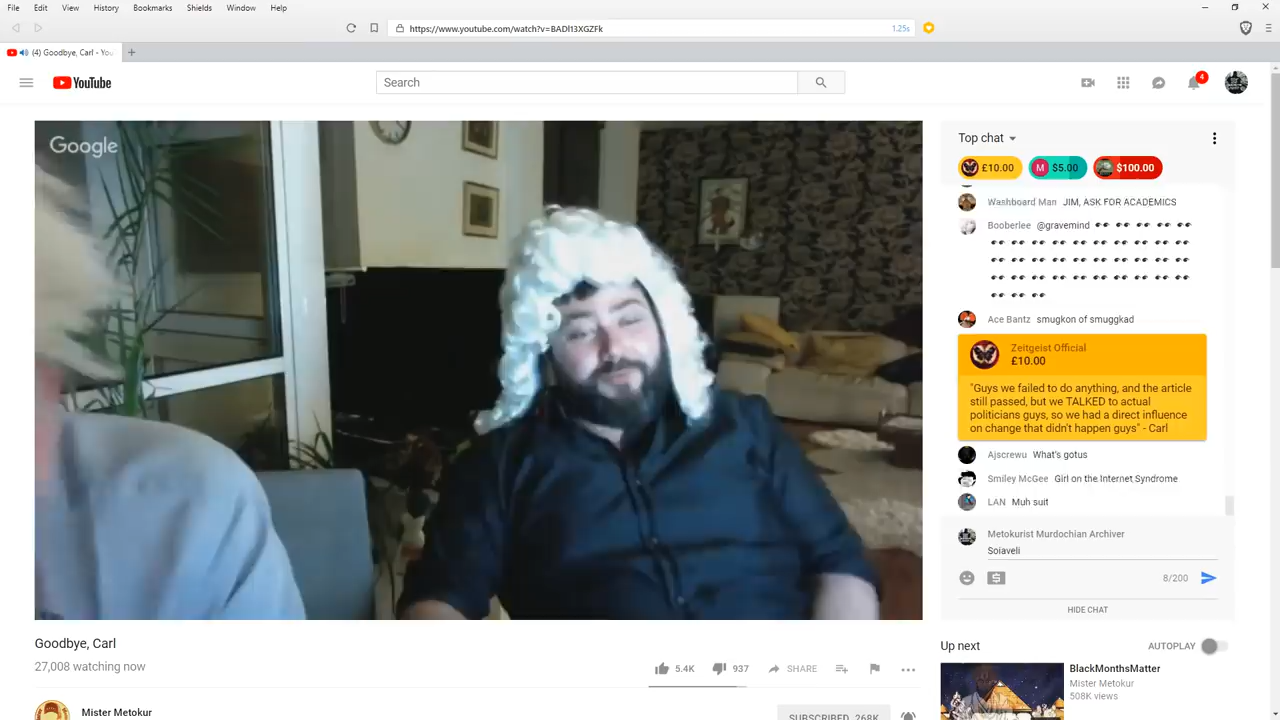 File Edit View History Bookmarks Shields Window Help
https://www.youtube.com/watch?v=BADl13XGZFk
1.25s
(4) Goodbye, Carl - You
YouTube
Search
4
Google
Top chat
£10.00 M $5.00 $100.00
Washboard Man JIM, ASK FOR ACADEMICS
Booberlee @gravemind
Ace Bantz smugkon of smuggkad
Zeitgeist Official
£10.00
"Guys we failed to do anything, and the article
still passed, but we TALKED to actual
politicians guys, so we had a direct influence
on change that didn't happen guys" - Carl
Ajscrewu What's gotus
Smiley McGee Girl on the Internet Syndrome
LAN Muh suit
Metokurist Murdochian Archiver
Soiaveli
8/200
HIDE CHAT
Goodbye, Carl
27,008 watching now
5.4K 937 SHARE
Up next
AUTOPLAY
BlackMonthsMatter
Mister Metokur
508K views
Mister Metokur
SUBSCRIBED 268K